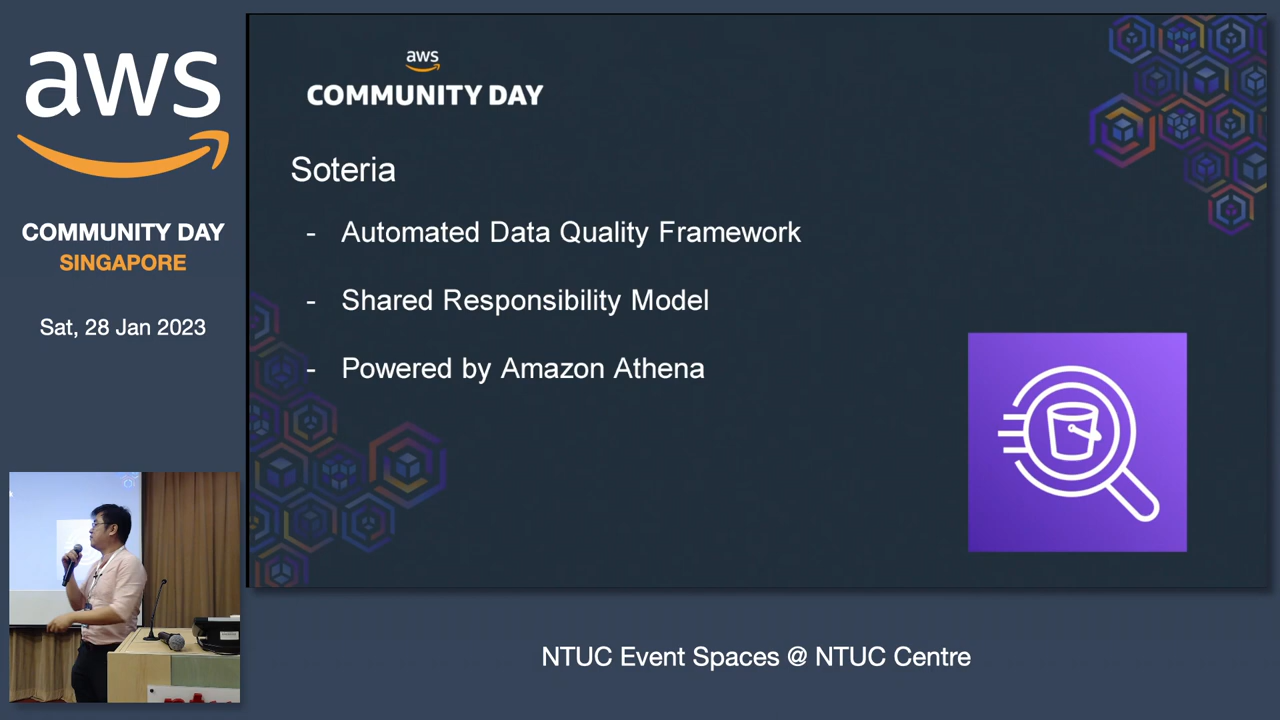 aws
COMMUNITY DAY
SINGAPORE
Sat, 28 Jan 2023
aws
COMMUNITY DAY
Soteria
- Automated Data Quality Framework
- Shared Responsibility Model
- Powered by Amazon Athena
NTUC Event Spaces @ NTUC Centre